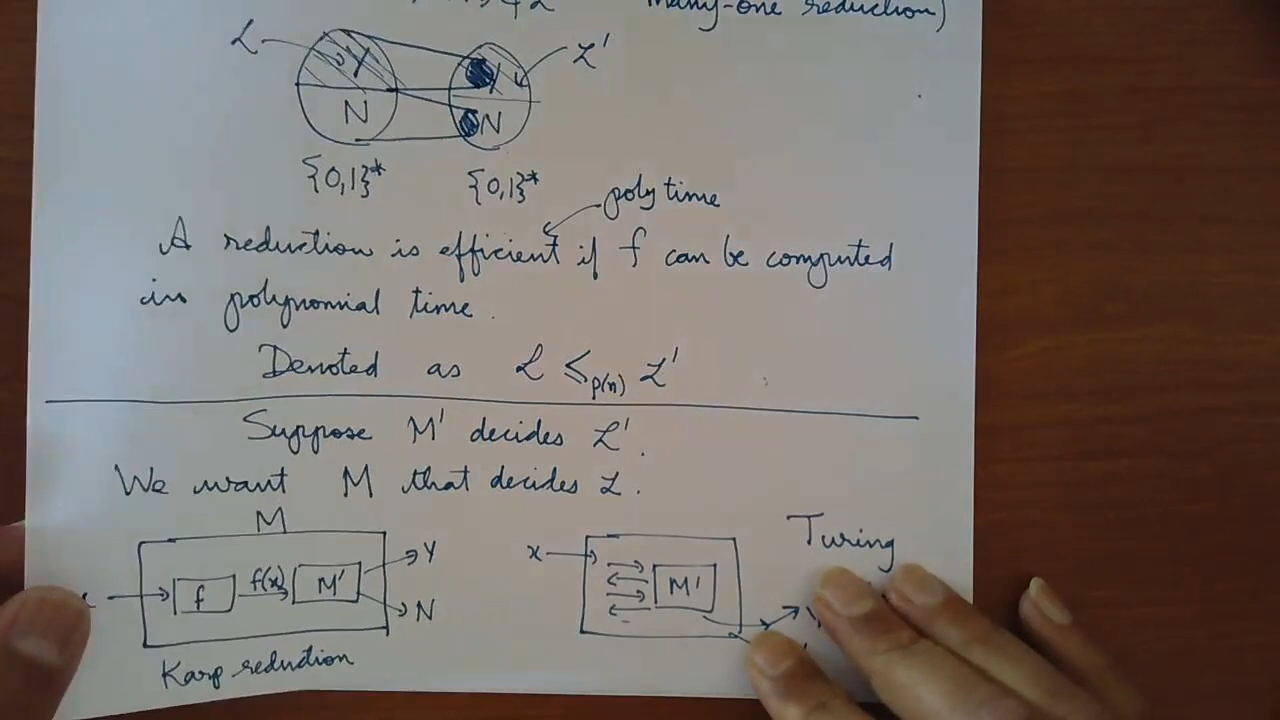 many-one reduction)
L Y L'
N N
{0,1}* {0,1}*
poly time
A reduction is efficient if f can be computed
in polynomial time.
Denoted as L ≤p(n) L'
Suppose M' decides L'.
We want M that decides L.
M
Turing
x f f(x) M' Y N
x M'
Karp reduction